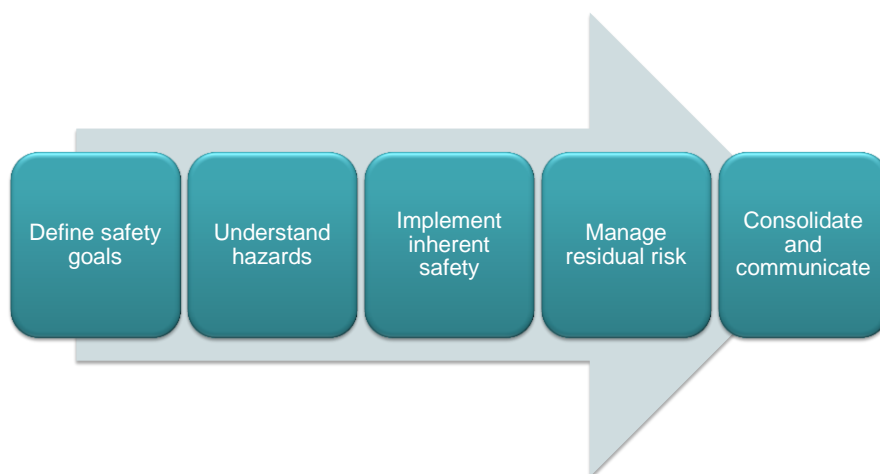 Define safety
goals
Understand
hazards
Implement
inherent
safety
Manage
residual risk
Consolidate
and
communicate